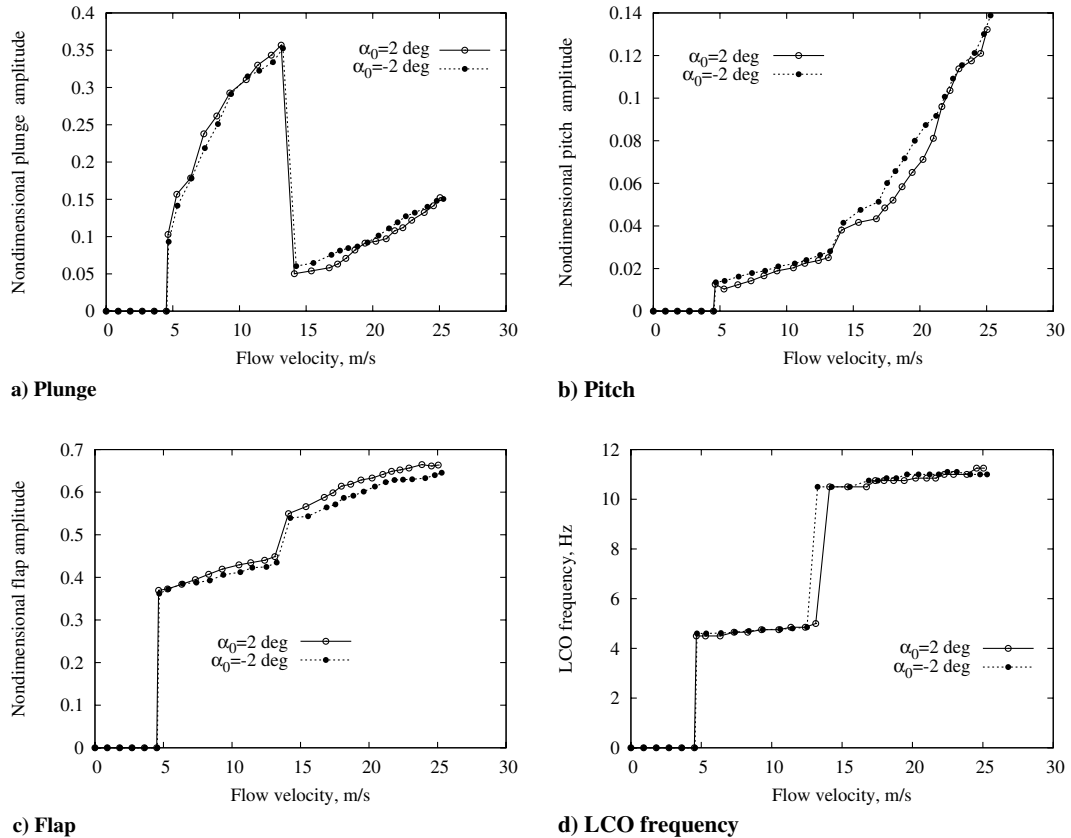 Nondimensional plunge amplitude
0.4
0.35
0.3
0.25
0.2
0.15
0.1
0.05
0
0 5 10 15 20 25 30
α0=2 deg
α0=-2 deg
Flow velocity, m/s
a) Plunge
Nondimensional pitch amplitude
0.14
0.12
0.1
0.08
0.06
0.04
0.02
0
0 5 10 15 20 25 30
α0=2 deg
α0=-2 deg
Flow velocity, m/s
b) Pitch
Nondimensional flap amplitude
0.7
0.6
0.5
0.4
0.3
0.2
0.1
0
0 5 10 15 20 25 30
α0=2 deg
α0=-2 deg
Flow velocity, m/s
c) Flap
LCO frequency, Hz
12
10
8
6
4
2
0
0 5 10 15 20 25 30
α0=2 deg
α0=-2 deg
Flow velocity, m/s
d) LCO frequency